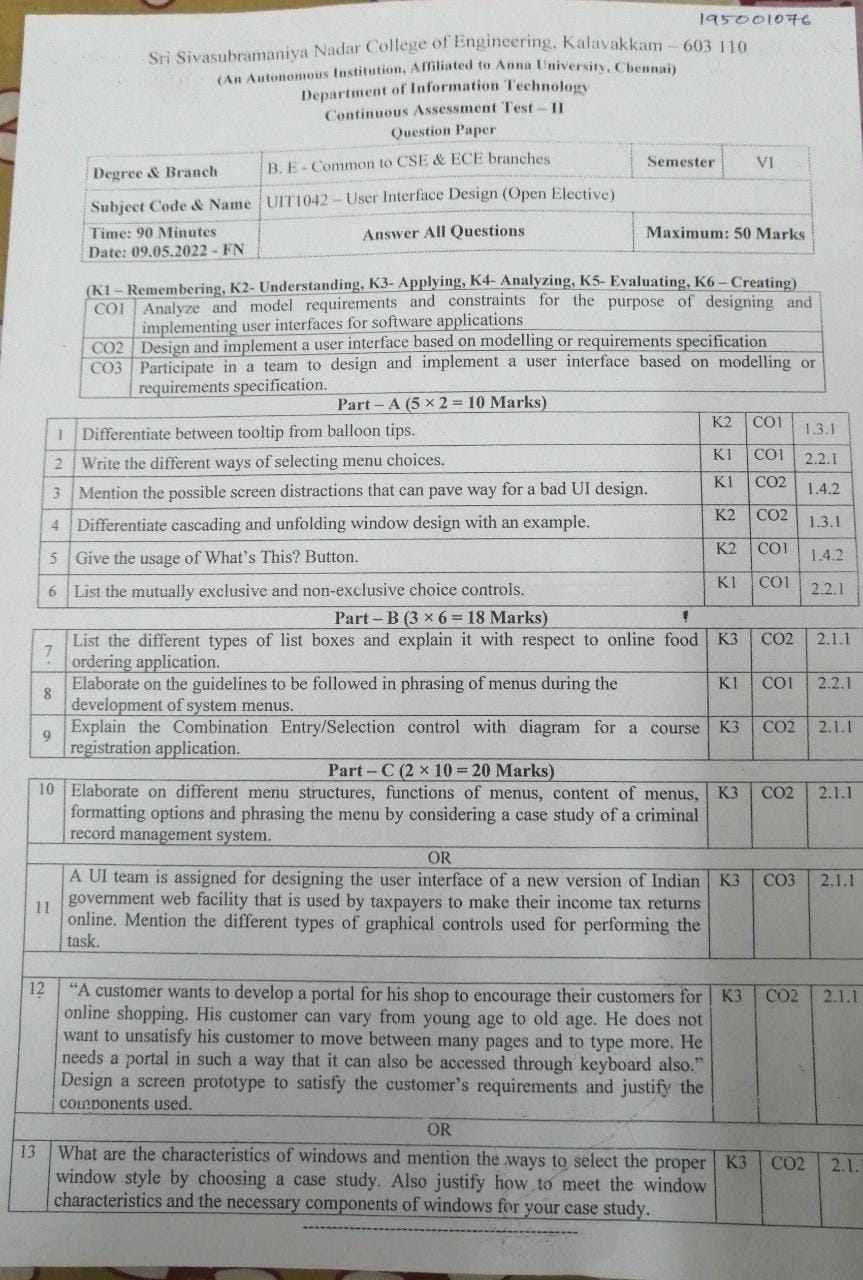 195001076
Sri Sivasubramaniya Nadar College of Engineering, Kalavakkam – 603 110
(An Autonomous Institution, Affiliated to Anna University, Chennai)
Department of Information Technology
Continuous Assessment Test – II
Question Paper
Degree & Branch B. E - Common to CSE & ECE branches Semester VI
Subject Code & Name UIT1042 – User Interface Design (Open Elective)
Time: 90 Minutes Answer All Questions Maximum: 50 Marks
Date: 09.05.2022 - FN
(K1 – Remembering, K2- Understanding, K3- Applying, K4- Analyzing, K5- Evaluating, K6 – Creating)
CO1 Analyze and model requirements and constraints for the purpose of designing and
implementing user interfaces for software applications
CO2 Design and implement a user interface based on modelling or requirements specification
CO3 Participate in a team to design and implement a user interface based on modelling or
requirements specification.
Part – A (5 × 2 = 10 Marks)
1 Differentiate between tooltip from balloon tips. K2 CO1 1.3.1
2 Write the different ways of selecting menu choices. K1 CO1 2.2.1
3 Mention the possible screen distractions that can pave way for a bad UI design. K1 CO2 1.4.2
4 Differentiate cascading and unfolding window design with an example. K2 CO2 1.3.1
5 Give the usage of What's This? Button. K2 CO1 1.4.2
6 List the mutually exclusive and non-exclusive choice controls. K1 CO1 2.2.1
Part – B (3 × 6 = 18 Marks)
7 List the different types of list boxes and explain it with respect to online food K3 CO2 2.1.1
ordering application.
8 Elaborate on the guidelines to be followed in phrasing of menus during the K1 CO1 2.2.1
development of system menus.
9 Explain the Combination Entry/Selection control with diagram for a course K3 CO2 2.1.1
registration application.
Part – C (2 × 10 = 20 Marks)
10 Elaborate on different menu structures, functions of menus, content of menus, K3 CO2 2.1.1
formatting options and phrasing the menu by considering a case study of a criminal
record management system.
OR
11 A UI team is assigned for designing the user interface of a new version of Indian K3 CO3 2.1.1
government web facility that is used by taxpayers to make their income tax returns
online. Mention the different types of graphical controls used for performing the
task.
12 “A customer wants to develop a portal for his shop to encourage their customers for K3 CO2 2.1.1
online shopping. His customer can vary from young age to old age. He does not
want to unsatisfy his customer to move between many pages and to type more. He
needs a portal in such a way that it can also be accessed through keyboard also.”
Design a screen prototype to satisfy the customer's requirements and justify the
components used.
OR
13 What are the characteristics of windows and mention the ways to select the proper K3 CO2 2.1.
window style by choosing a case study. Also justify how to meet the window
characteristics and the necessary components of windows for your case study.